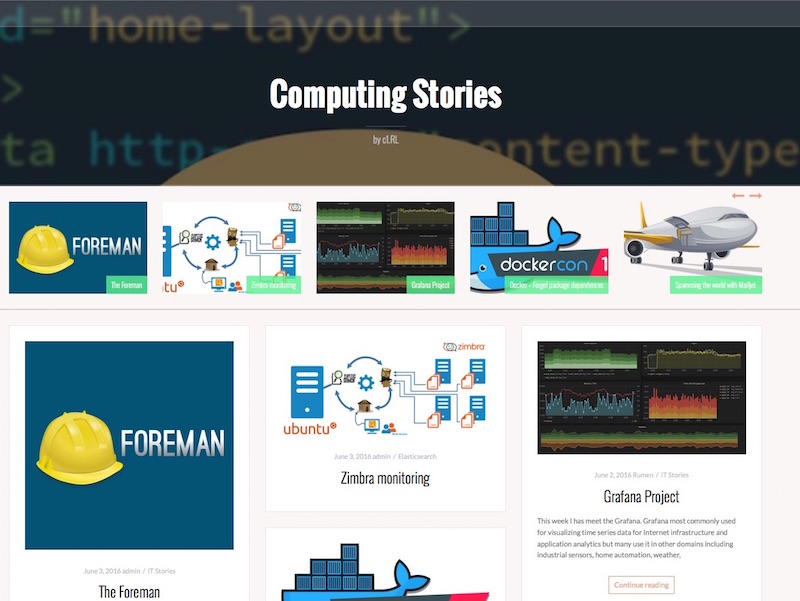 d="home-layout">
>
ta http- content-type
Computing Stories
by c1.RL
FOREMAN
The Foreman
ubuntu
Zimbra monitoring
Grafana Project
dockercon 1
Docker - Forget package dependencies
Spamming the world with Mailjet
FOREMAN
June 3, 2016 admin / IT Stories
The Foreman
zimbra
ubuntu
June 3, 2016 admin / Elasticsearch
Zimbra monitoring
June 2, 2016 Rumen / IT Stories
Grafana Project
This week I has meet the Grafana. Grafana most commonly used
for visualizing time series data for Internet infrastructure and
application analytics but many use it in other domains including
industrial sensors, home automation, weather,
Continue reading